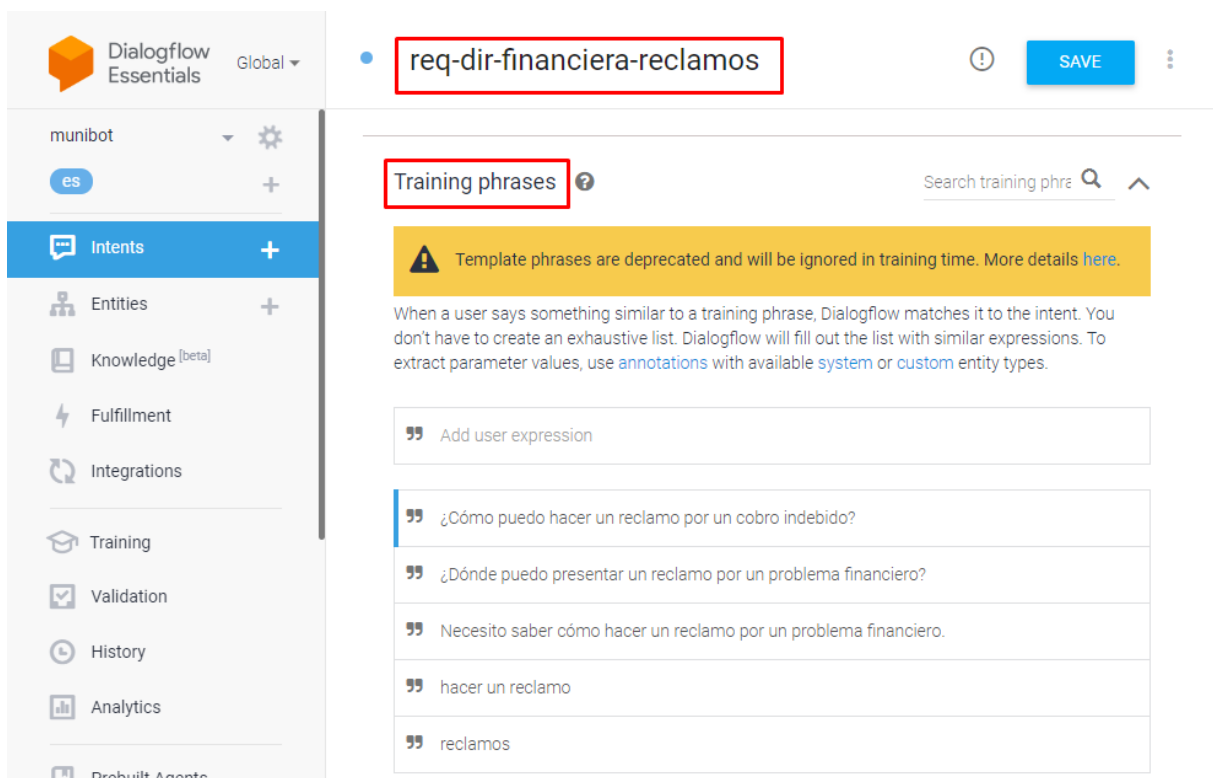 Dialogflow
Essentials
Global
req-dir-financiera-reclamos
SAVE
munibot
es
Intents
Entities
Knowledge [beta]
Fulfillment
Integrations
Training
Validation
History
Analytics
Prebuilt Agents
Training phrases
Search training phra
Template phrases are deprecated and will be ignored in training time. More details here.
When a user says something similar to a training phrase, Dialogflow matches it to the intent. You
don't have to create an exhaustive list. Dialogflow will fill out the list with similar expressions. To
extract parameter values, use annotations with available system or custom entity types.
Add user expression
¿Cómo puedo hacer un reclamo por un cobro indebido?
¿Dónde puedo presentar un reclamo por un problema financiero?
Necesito saber cómo hacer un reclamo por un problema financiero.
hacer un reclamo
reclamos